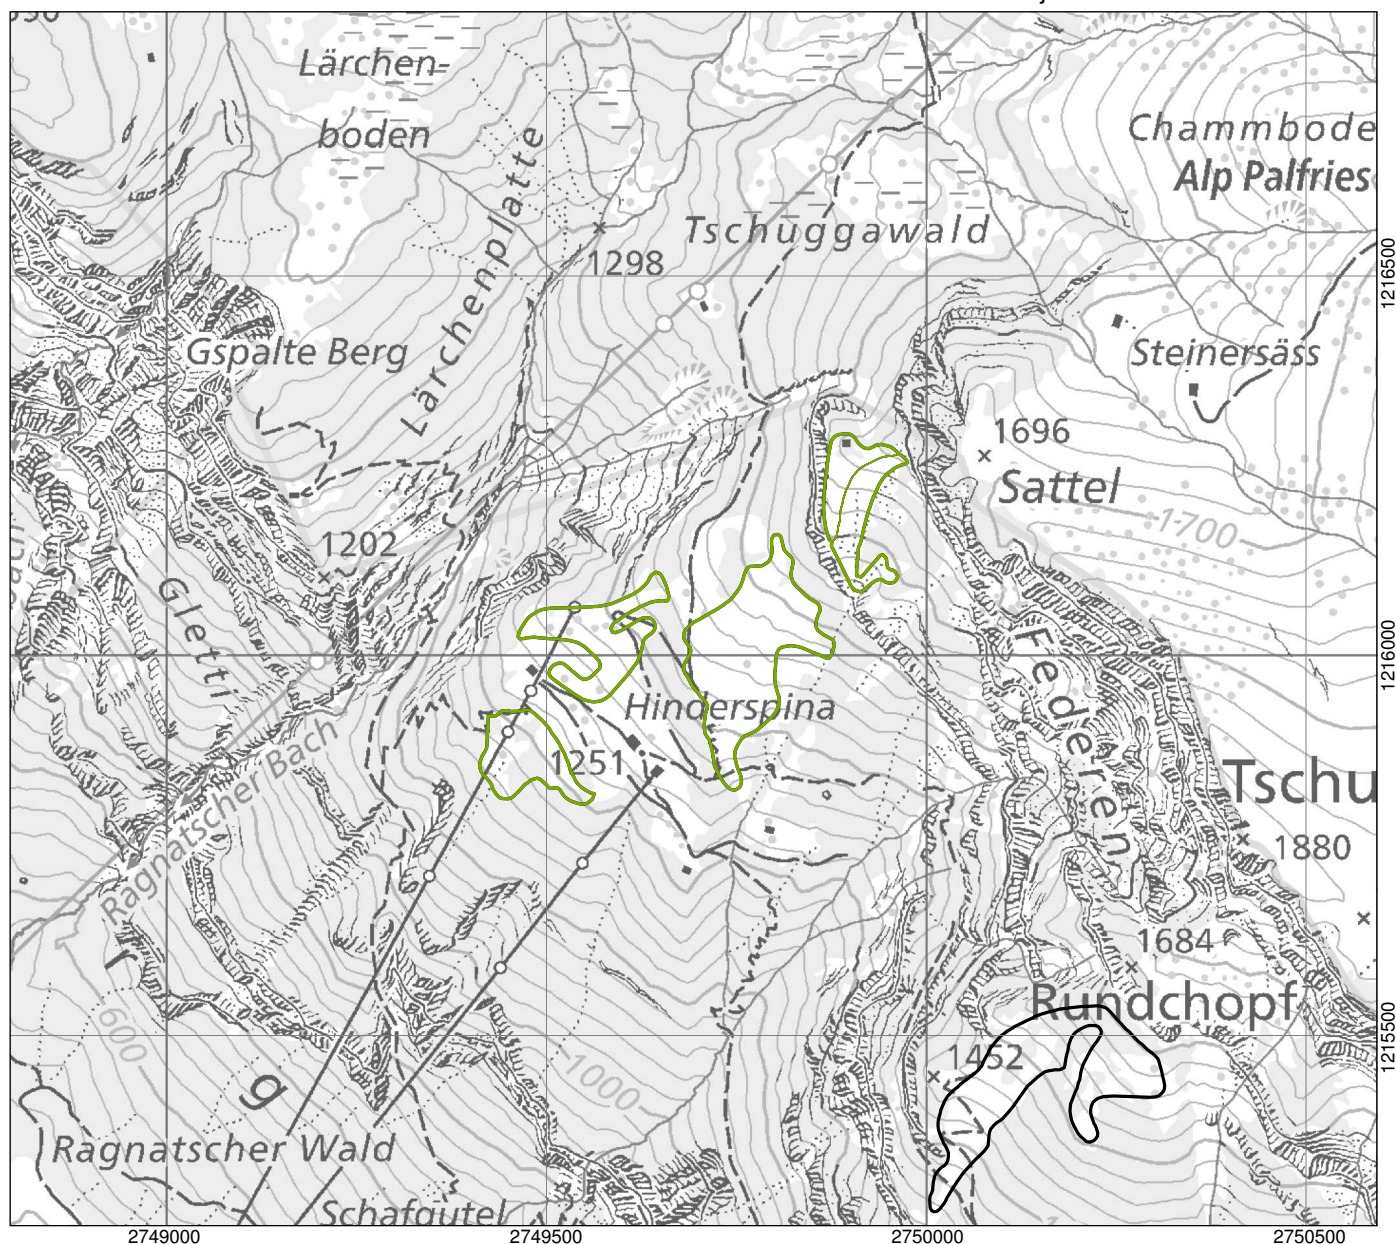 Lärchen-
boden
Chammbode
Alp Palfries
Lärchenplatte
Tschuggawald
1298
1216500
Gspalte Berg
Steinersäss
1696
Sattel
1700
1202
Gletti
Federen
1216000
Hinderspina
1251
Tschu
Ragnatscher Bach
1880
1684
Rundchopf
r
600
1452
1000
1215500
g
Ragnatscher Wald
Schafgutel
2749000
2749500
2750000
2750500